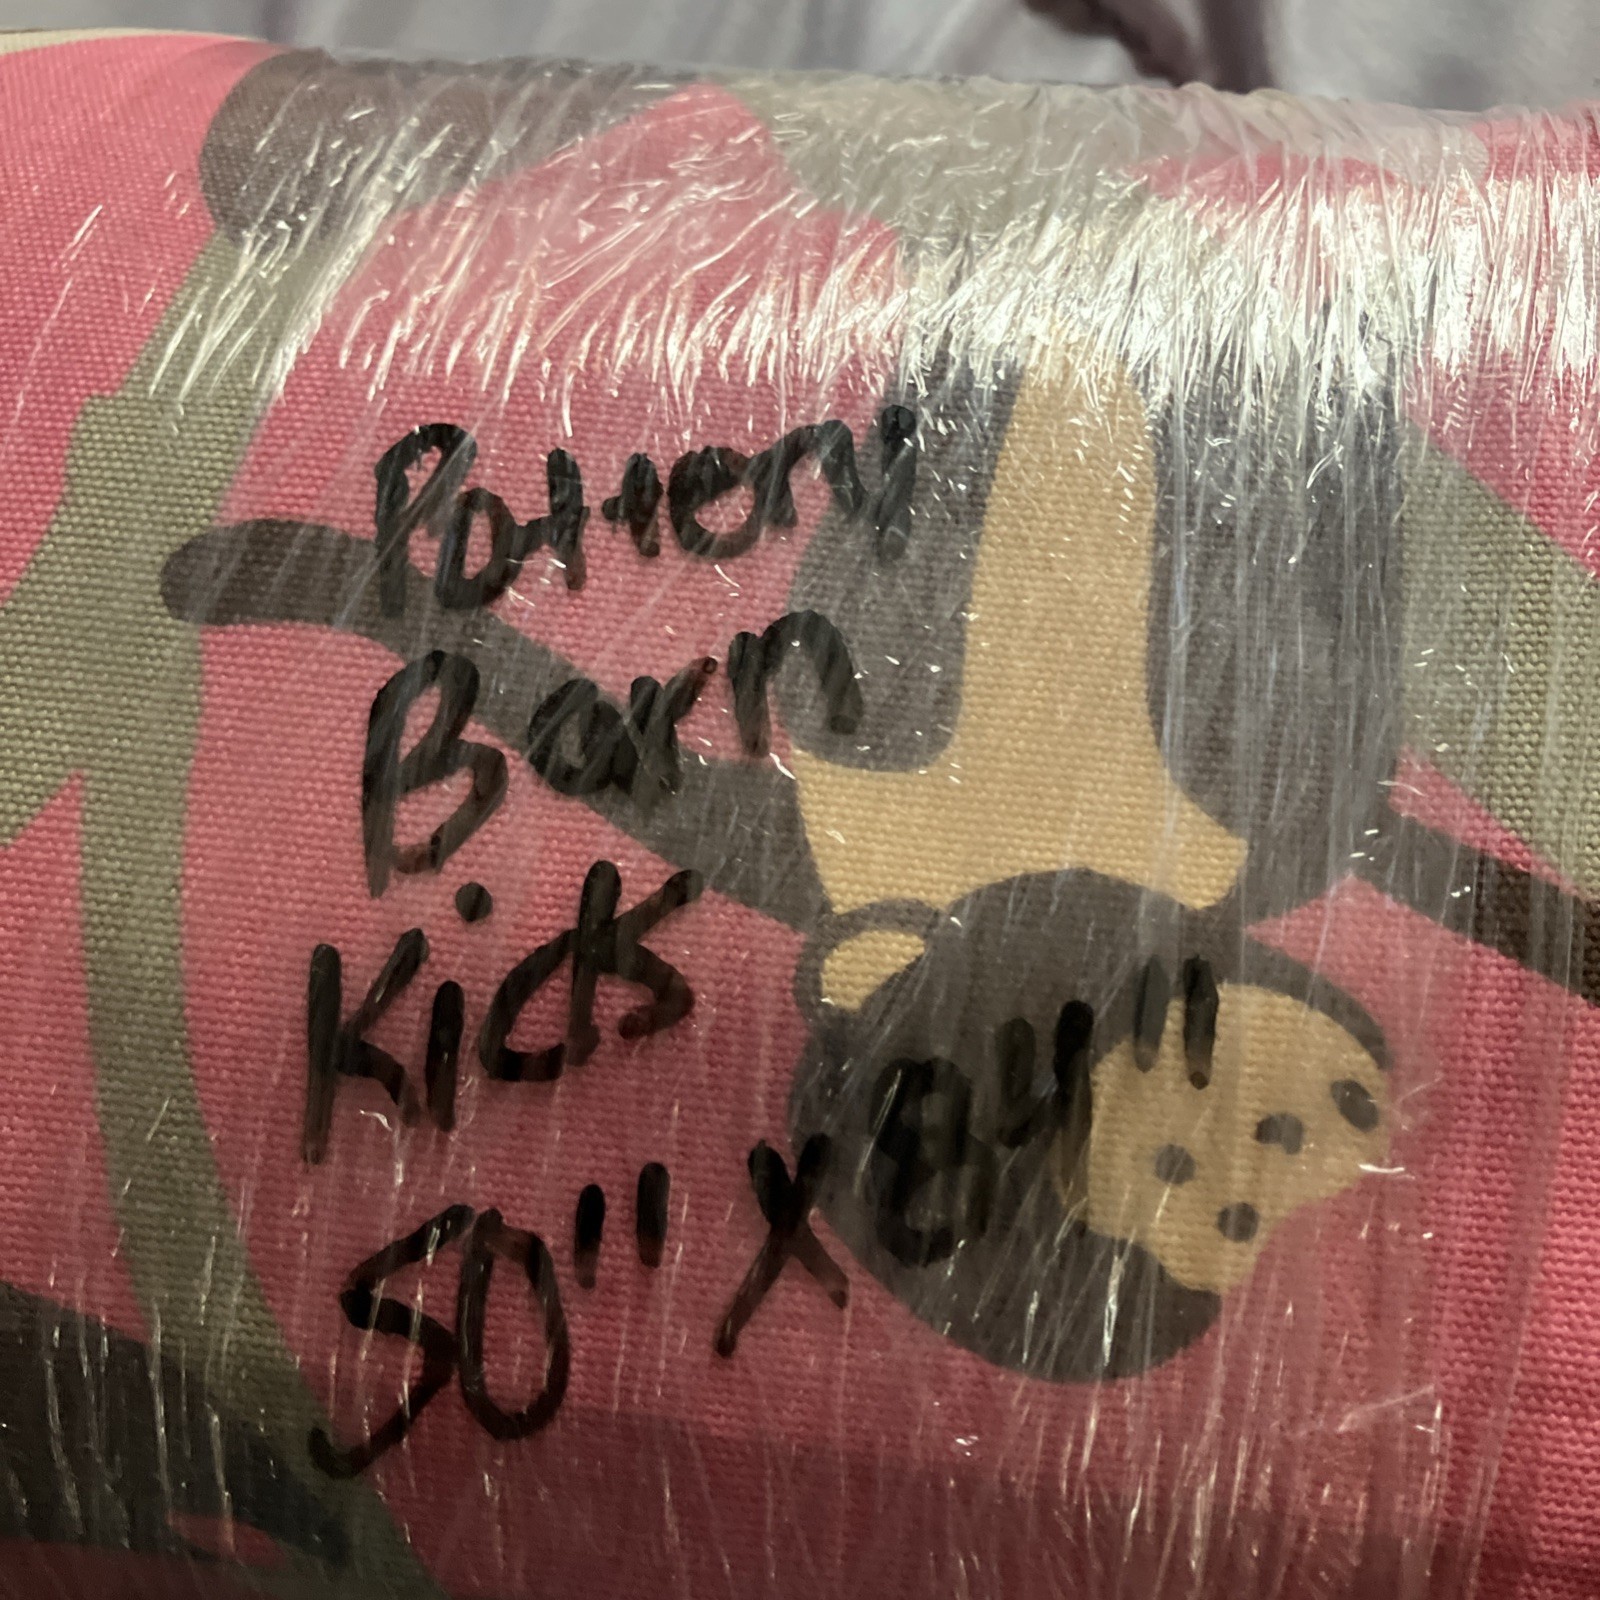 Pottery
Barn
Kids
50" X 84"